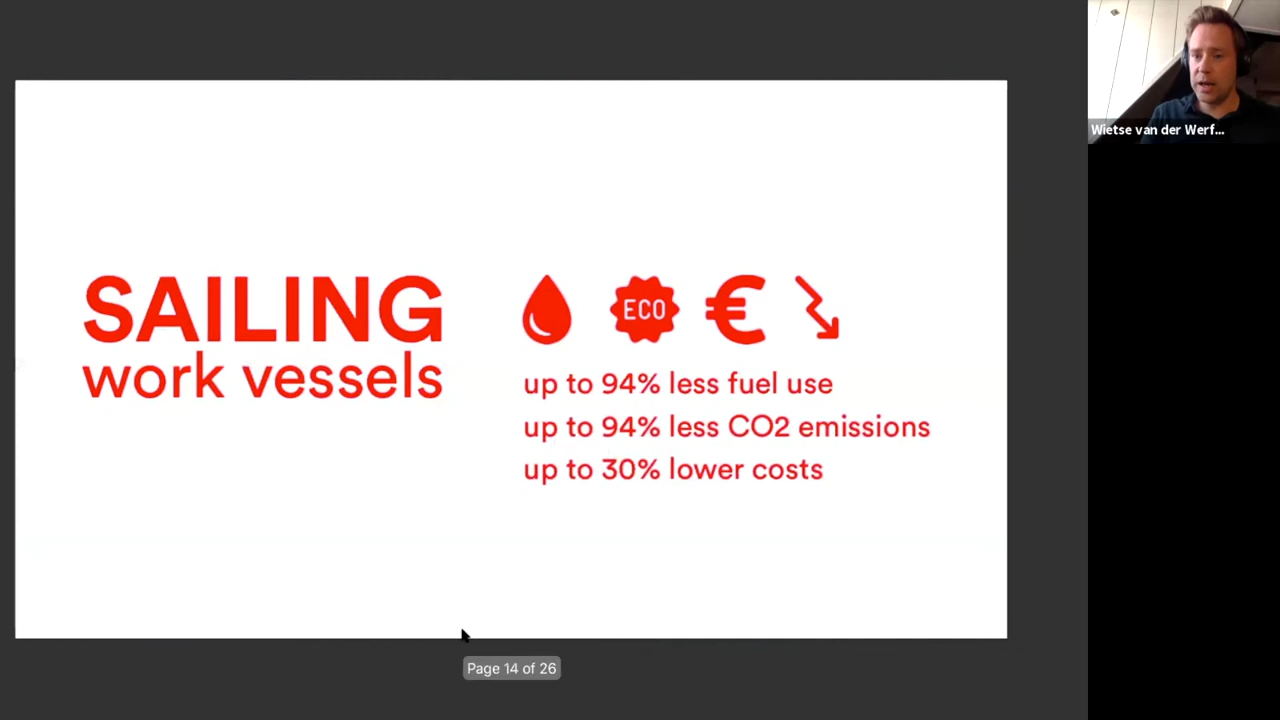 SAILING
work vessels
ECO
€
up to 94% less fuel use
up to 94% less CO2 emissions
up to 30% lower costs
Page 14 of 26
Wietse van der Werf...